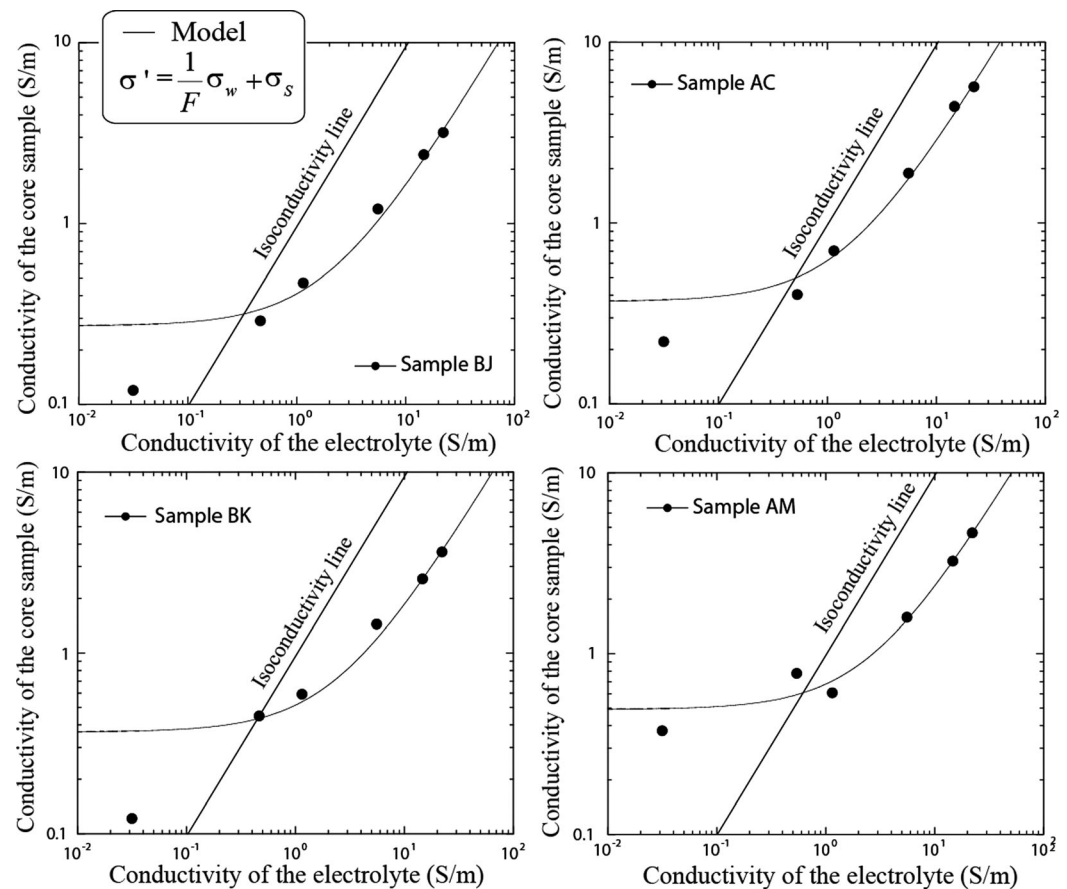 — Model
σ' = 1/F σw + σS
Conductivity of the core sample (S/m)
10
1
0.1
Isoconductivity line
Sample BJ
10⁻² 10⁻¹ 10⁰ 10¹ 10²
Conductivity of the electrolyte (S/m)
Conductivity of the core sample (S/m)
10
1
0.1
Sample AC
Isoconductivity line
10⁻² 10⁻¹ 10⁰ 10¹ 10²
Conductivity of the electrolyte (S/m)
Conductivity of the core sample (S/m)
10
1
0.1
Sample BK
Isoconductivity line
10⁻² 10⁻¹ 10⁰ 10¹ 10²
Conductivity of the electrolyte (S/m)
Conductivity of the core sample (S/m)
10
1
0.1
Sample AM
Isoconductivity line
10⁻² 10⁻¹ 10⁰ 10¹ 10²
Conductivity of the electrolyte (S/m)